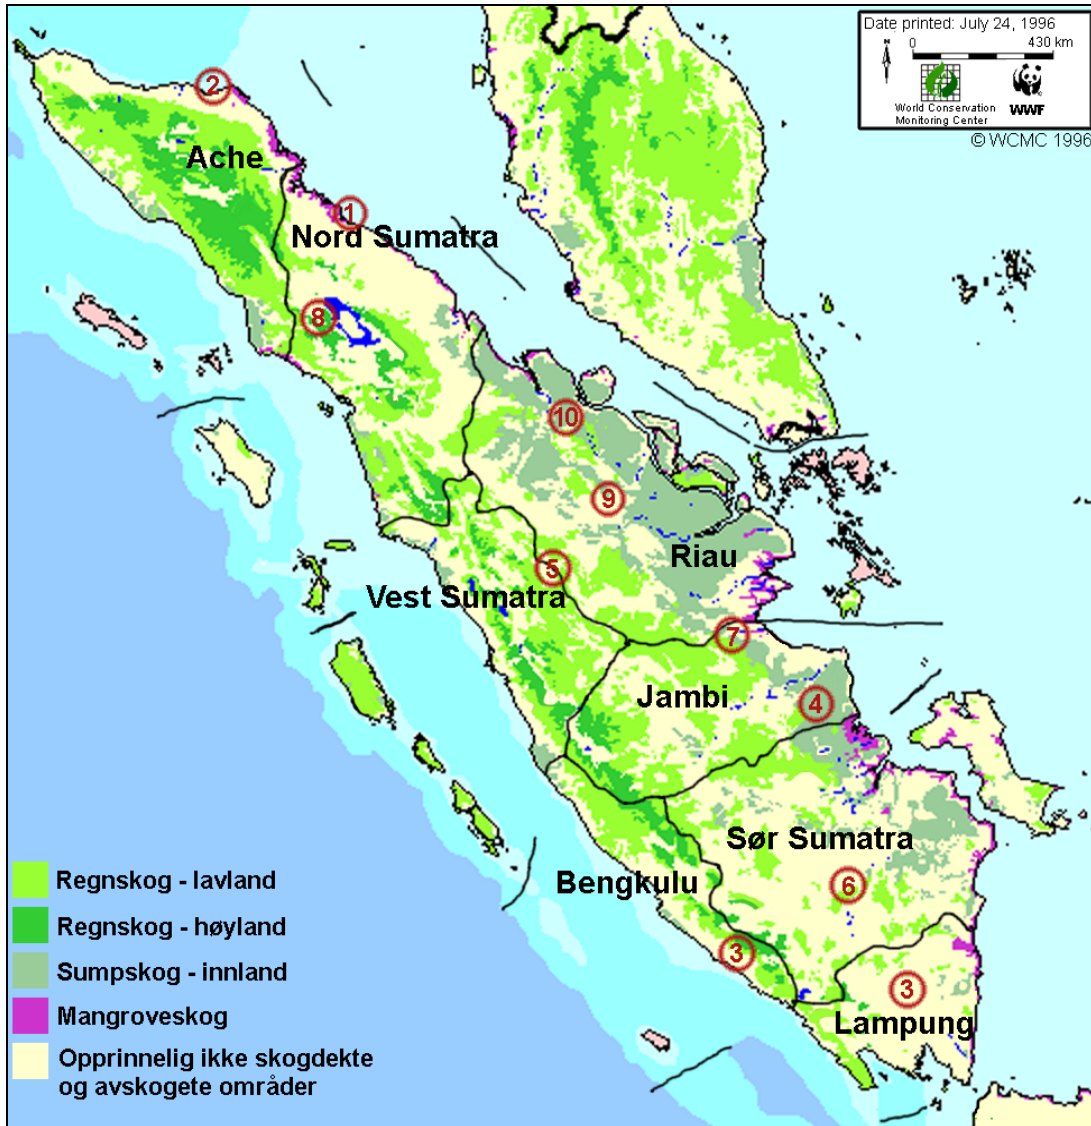 Date printed: July 24, 1996
N
0 430 km
World Conservation
Monitoring Center
WWF
© WCMC 1996
2
Ache
1
Nord Sumatra
8
10
9
Riau
5
Vest Sumatra
7
Jambi
4
Sør Sumatra
Bengkulu
6
3
3
Lampung
Regnskog - lavland
Regnskog - høyland
Sumpskog - innland
Mangroveskog
Opprinnelig ikke skogdekte
og avskogete områder